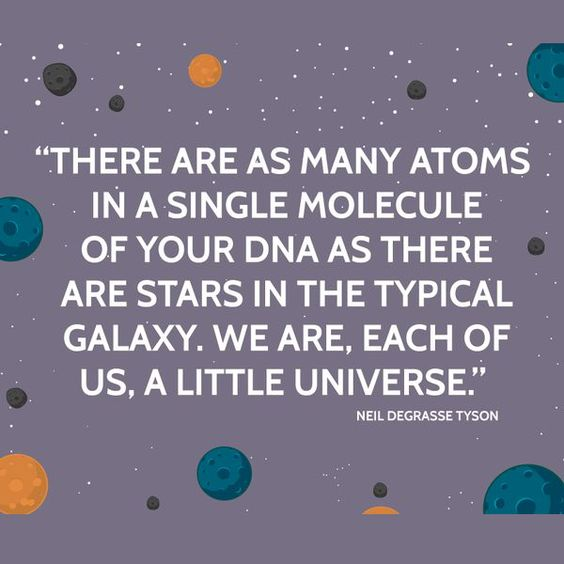 “THERE ARE AS MANY ATOMS
IN A SINGLE MOLECULE
OF YOUR DNA AS THERE
ARE STARS IN THE TYPICAL
GALAXY. WE ARE, EACH OF
US, A LITTLE UNIVERSE.”
NEIL DEGRASSE TYSON